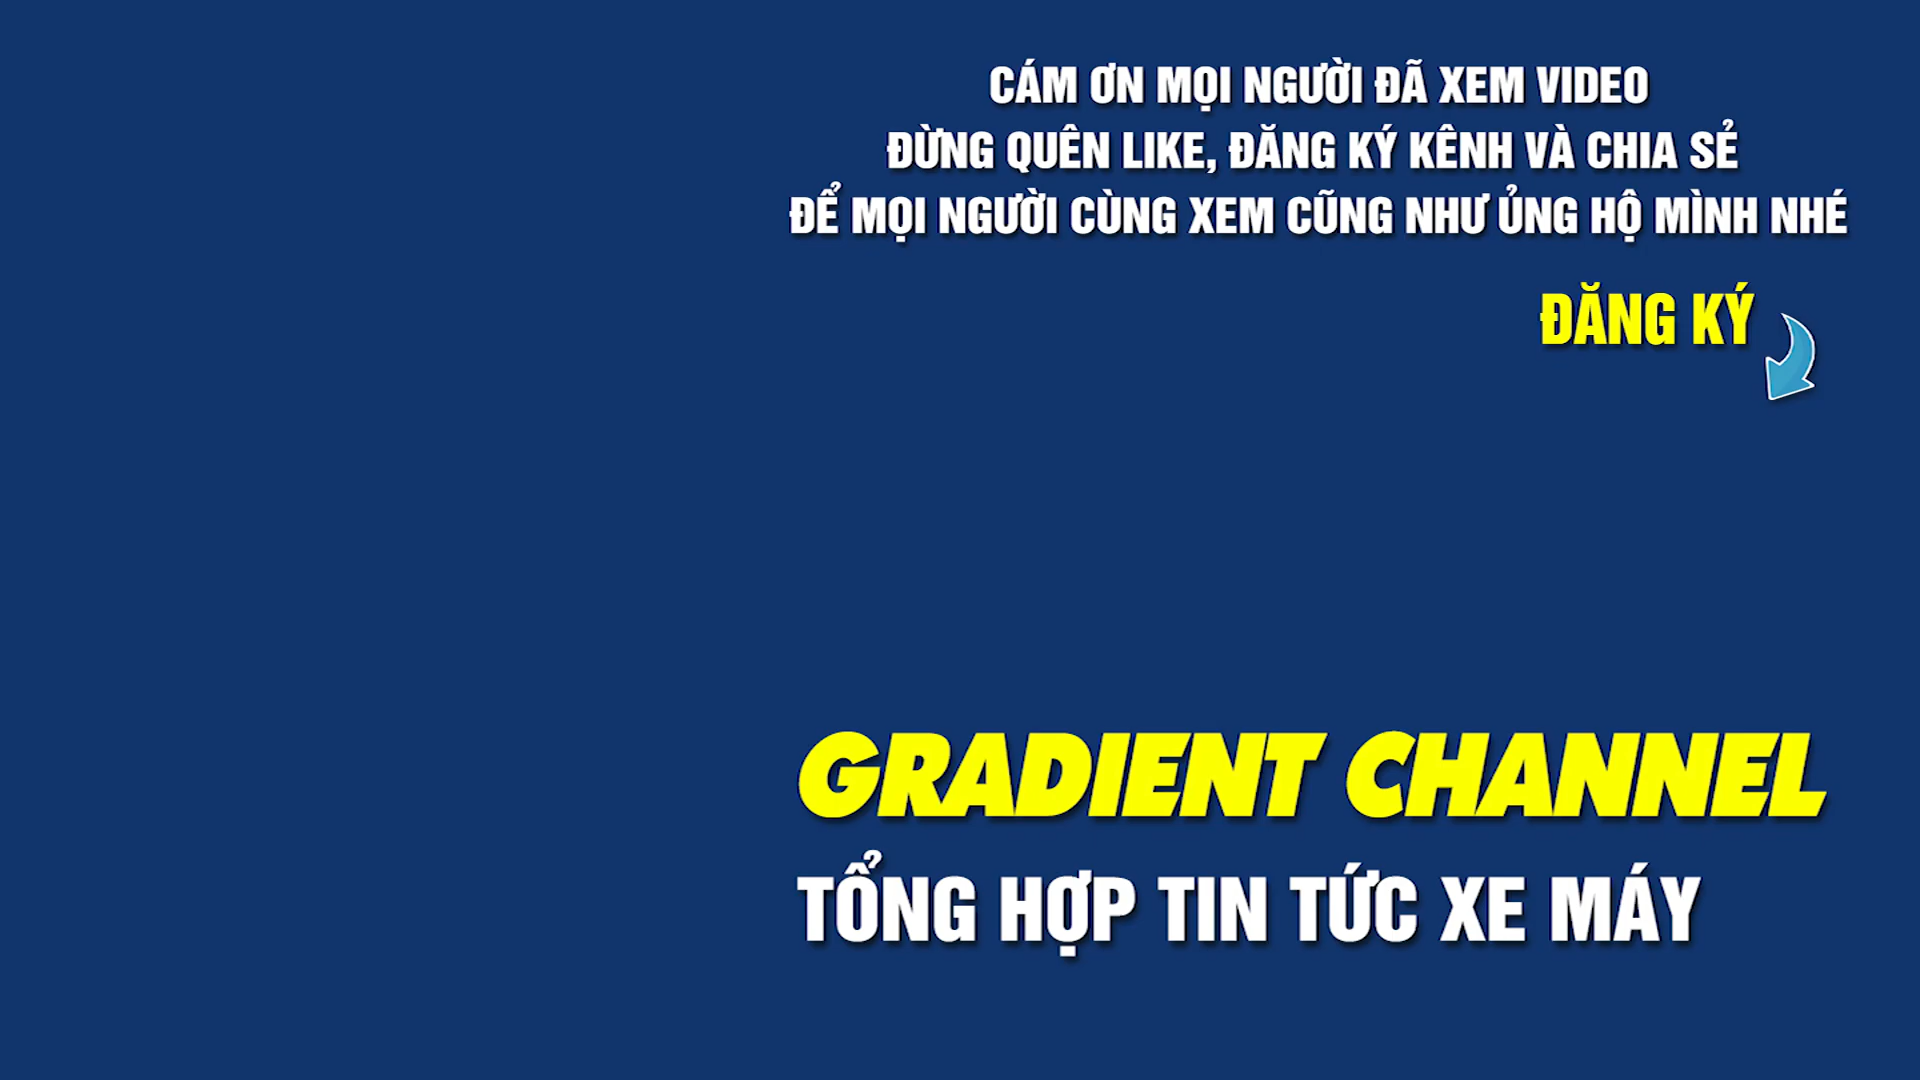 CÁM ƠN MỌI NGƯỜI ĐÃ XEM VIDEO
ĐỪNG QUÊN LIKE, ĐĂNG KÝ KÊNH VÀ CHIA SẺ
ĐỂ MỌI NGƯỜI CÙNG XEM CŨNG NHƯ ỦNG HỘ MÌNH NHÉ
ĐĂNG KÝ
GRADIENT CHANNEL
TỔNG HỢP TIN TỨC XE MÁY